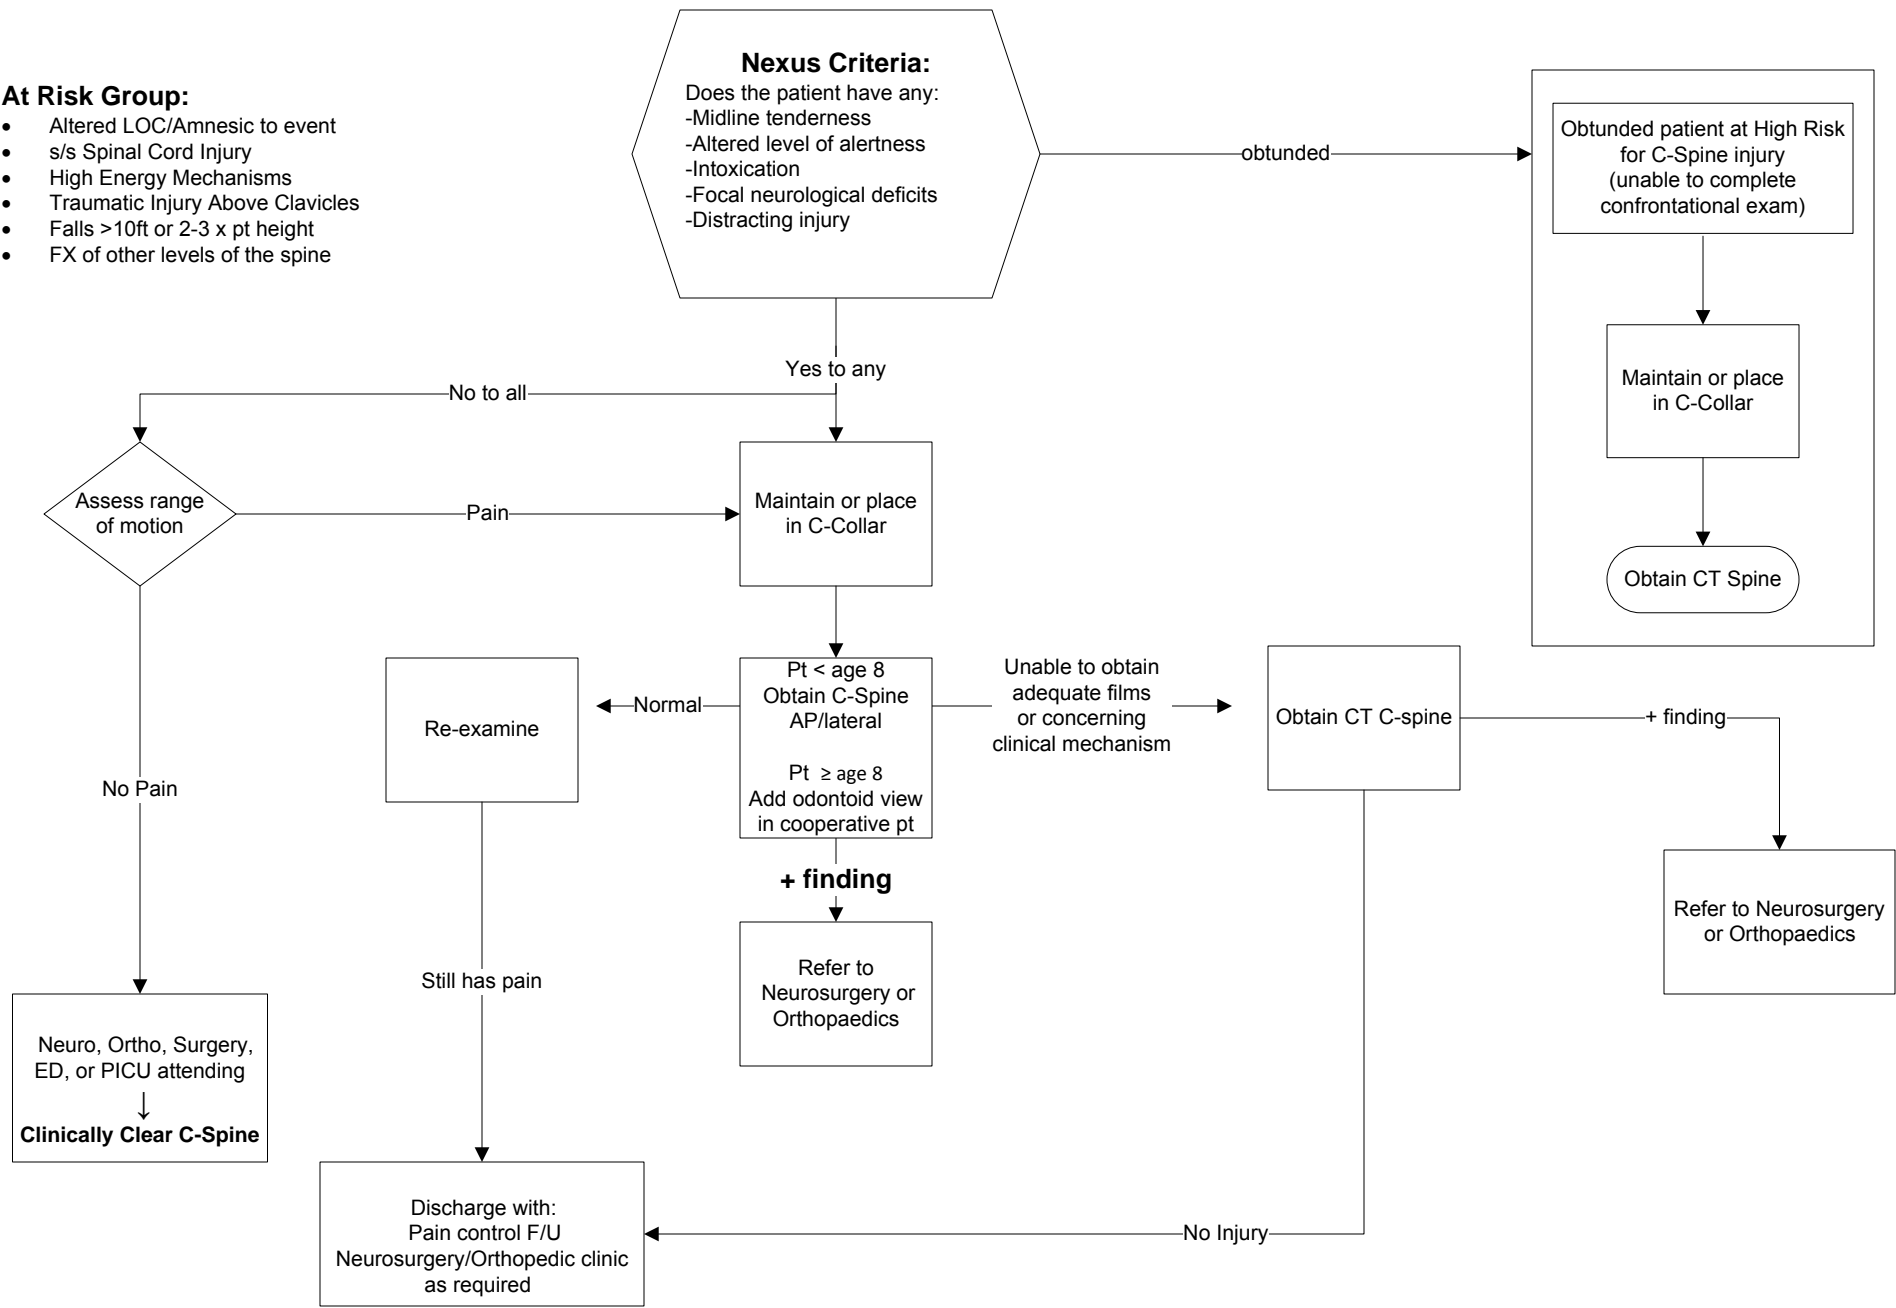 At Risk Group:
• Altered LOC/Amnesic to event
• s/s Spinal Cord Injury
• High Energy Mechanisms
• Traumatic Injury Above Clavicles
• Falls >10ft or 2-3 x pt height
• FX of other levels of the spine
Nexus Criteria:
Does the patient have any:
-Midline tenderness
-Altered level of alertness
-Intoxication
-Focal neurological deficits
-Distracting injury
obtunded
Obtunded patient at High Risk
for C-Spine injury
(unable to complete
confrontational exam)
Maintain or place
in C-Collar
Obtain CT Spine
Yes to any
No to all
Assess range
of motion
Pain
Maintain or place
in C-Collar
No Pain
Neuro, Ortho, Surgery,
ED, or PICU attending
↓
Clinically Clear C-Spine
Pt < age 8
Obtain C-Spine
AP/lateral
Pt ≥ age 8
Add odontoid view
in cooperative pt
Normal
Re-examine
Still has pain
Unable to obtain
adequate films
or concerning
clinical mechanism
Obtain CT C-spine
+ finding
Refer to Neurosurgery
or Orthopaedics
+ finding
Refer to
Neurosurgery or
Orthopaedics
No Injury
Discharge with:
Pain control F/U
Neurosurgery/Orthopedic clinic
as required